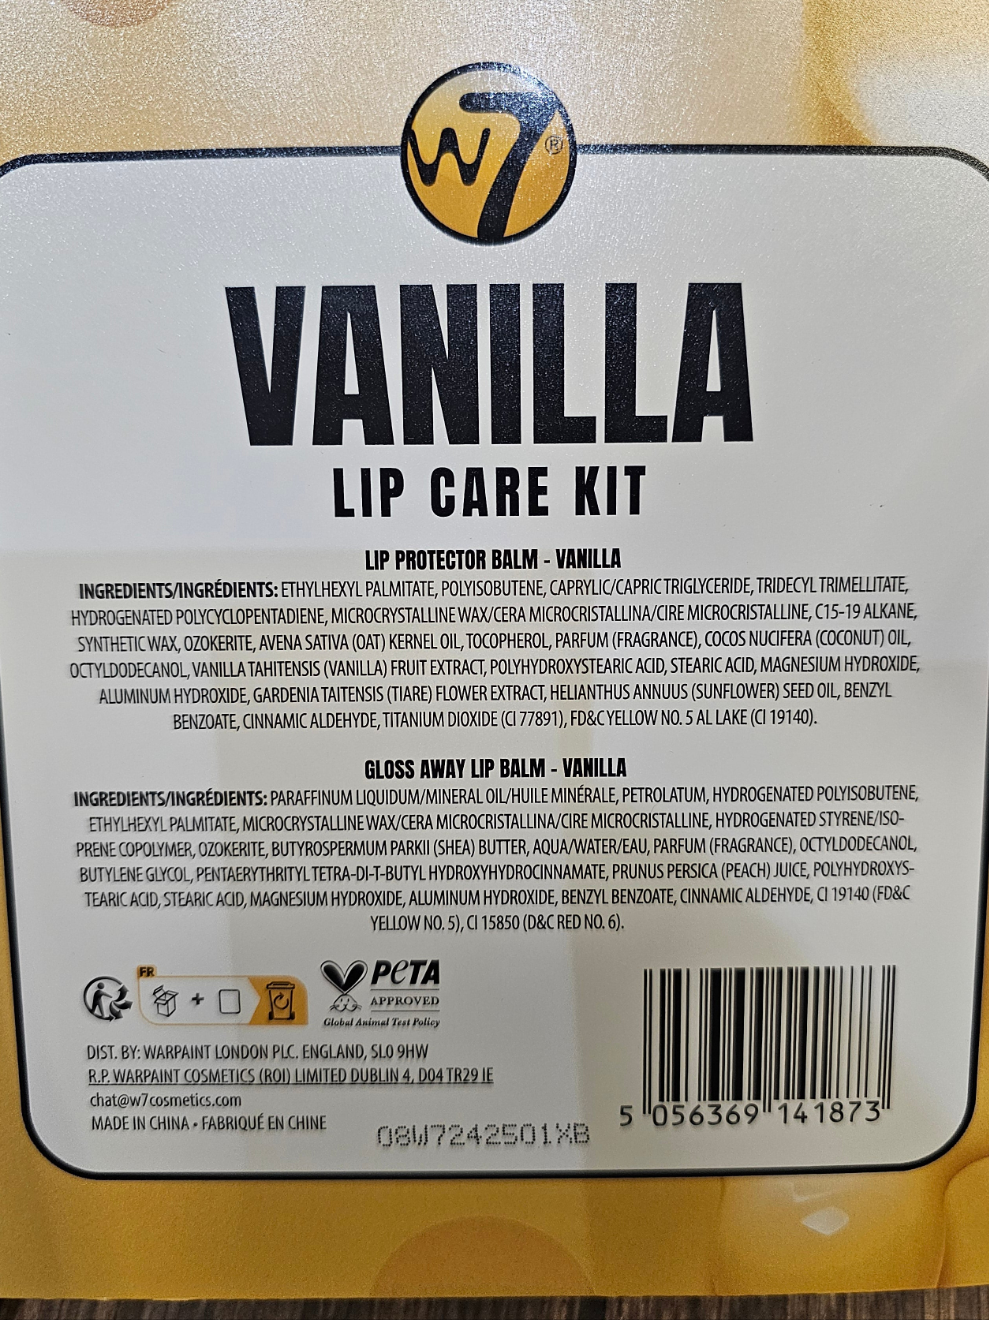 W7®
VANILLA
LIP CARE KIT
LIP PROTECTOR BALM - VANILLA
INGREDIENTS/INGRÉDIENTS: ETHYLHEXYL PALMITATE, POLYISOBUTENE, CAPRYLIC/CAPRIC TRIGLYCERIDE, TRIDECYL TRIMELLITATE,
HYDROGENATED POLYCYCLOPENTADIENE, MICROCRYSTALLINE WAX/CERA MICROCRISTALLINA/CIRE MICROCRISTALLINE, C15-19 ALKANE,
SYNTHETIC WAX, OZOKERITE, AVENA SATIVA (OAT) KERNEL OIL, TOCOPHEROL, PARFUM (FRAGRANCE), COCOS NUCIFERA (COCONUT) OIL,
OCTYLDODECANOL, VANILLA TAHITENSIS (VANILLA) FRUIT EXTRACT, POLYHYDROXYSTEARIC ACID, STEARIC ACID, MAGNESIUM HYDROXIDE,
ALUMINUM HYDROXIDE, GARDENIA TAITENSIS (TIARE) FLOWER EXTRACT, HELIANTHUS ANNUUS (SUNFLOWER) SEED OIL, BENZYL
BENZOATE, CINNAMIC ALDEHYDE, TITANIUM DIOXIDE (CI 77891), FD&C YELLOW NO. 5 AL LAKE (CI 19140).
GLOSS AWAY LIP BALM - VANILLA
INGREDIENTS/INGRÉDIENTS: PARAFFINUM LIQUIDUM/MINERAL OIL/HUILE MINÉRALE, PETROLATUM, HYDROGENATED POLYISOBUTENE,
ETHYLHEXYL PALMITATE, MICROCRYSTALLINE WAX/CERA MICROCRISTALLINA/CIRE MICROCRISTALLINE, HYDROGENATED STYRENE/ISO-
PRENE COPOLYMER, OZOKERITE, BUTYROSPERMUM PARKII (SHEA) BUTTER, AQUA/WATER/EAU, PARFUM (FRAGRANCE), OCTYLDODECANOL,
BUTYLENE GLYCOL, PENTAERYTHRITYL TETRA-DI-T-BUTYL HYDROXYHYDROCINNAMATE, PRUNUS PERSICA (PEACH) JUICE, POLYHYDROXYS-
TEARIC ACID, STEARIC ACID, MAGNESIUM HYDROXIDE, ALUMINUM HYDROXIDE, BENZYL BENZOATE, CINNAMIC ALDEHYDE, CI 19140 (FD&C
YELLOW NO. 5), CI 15850 (D&C RED NO. 6).
FR
+
PETA
APPROVED
Global Animal Test Policy
DIST. BY: WARPAINT LONDON PLC. ENGLAND, SL0 9HW
R.P. WARPAINT COSMETICS (ROI) LIMITED DUBLIN 4, D04 TR29 IE
chat@w7cosmetics.com
MADE IN CHINA • FABRIQUÉ EN CHINE
08W7242501XB
5 056369 141873